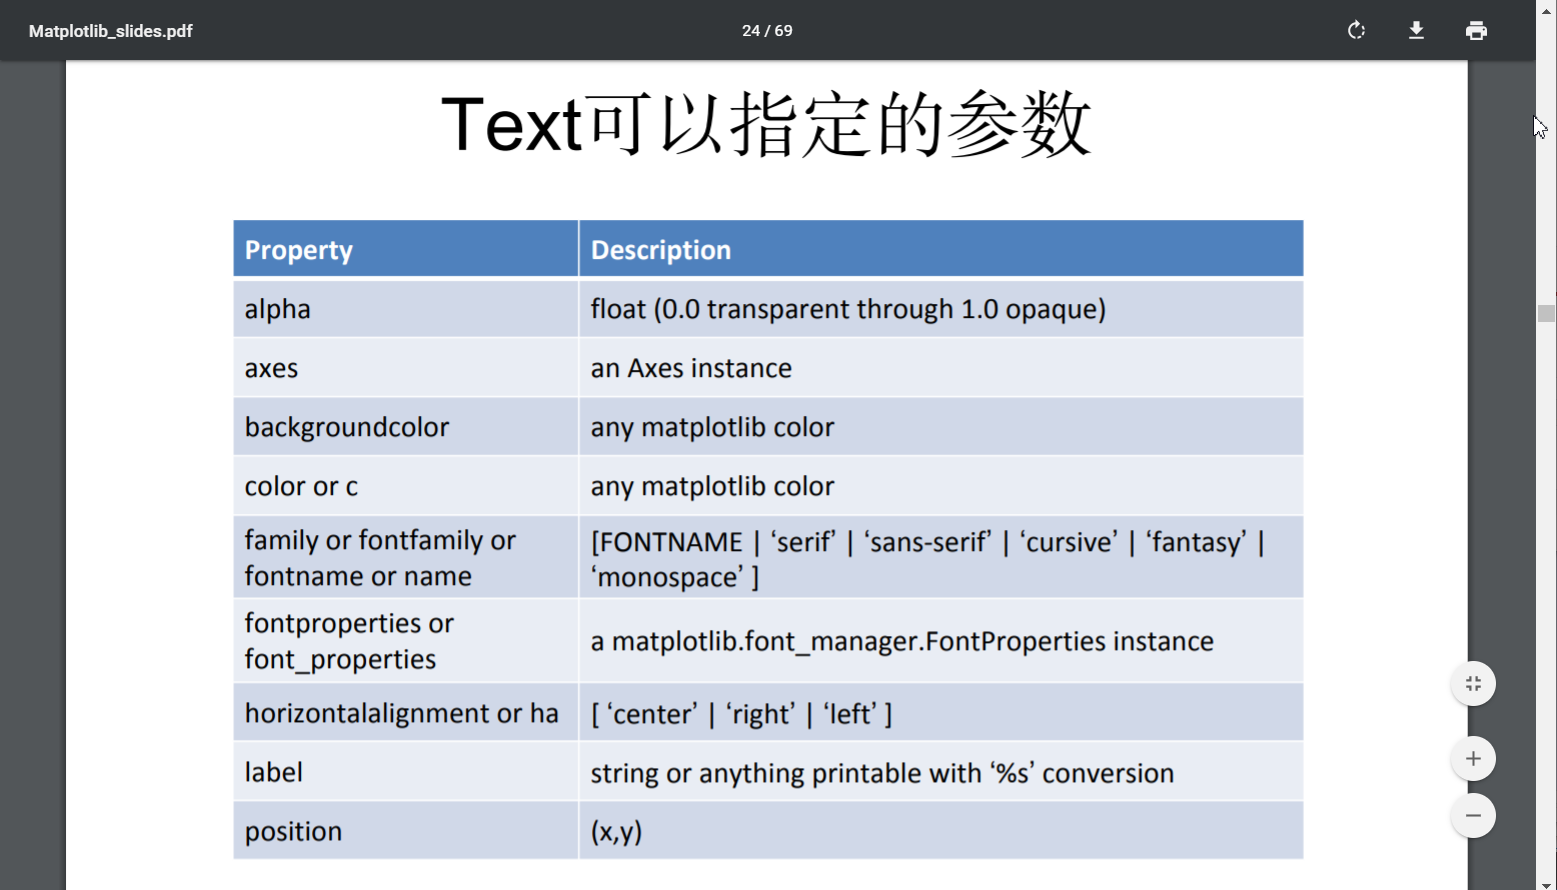 Matplotlib_slides.pdf
24 / 69
Text可以指定的参数
Property Description
alpha float (0.0 transparent through 1.0 opaque)
axes an Axes instance
backgroundcolor any matplotlib color
color or c any matplotlib color
family or fontfamily or
fontname or name
[FONTNAME | ‘serif’ | ‘sans-serif’ | ‘cursive’ | ‘fantasy’ |
‘monospace’ ]
fontproperties or
font_properties
a matplotlib.font_manager.FontProperties instance
horizontalalignment or ha [ ‘center’ | ‘right’ | ‘left’ ]
label string or anything printable with ‘%s’ conversion
position (x,y)